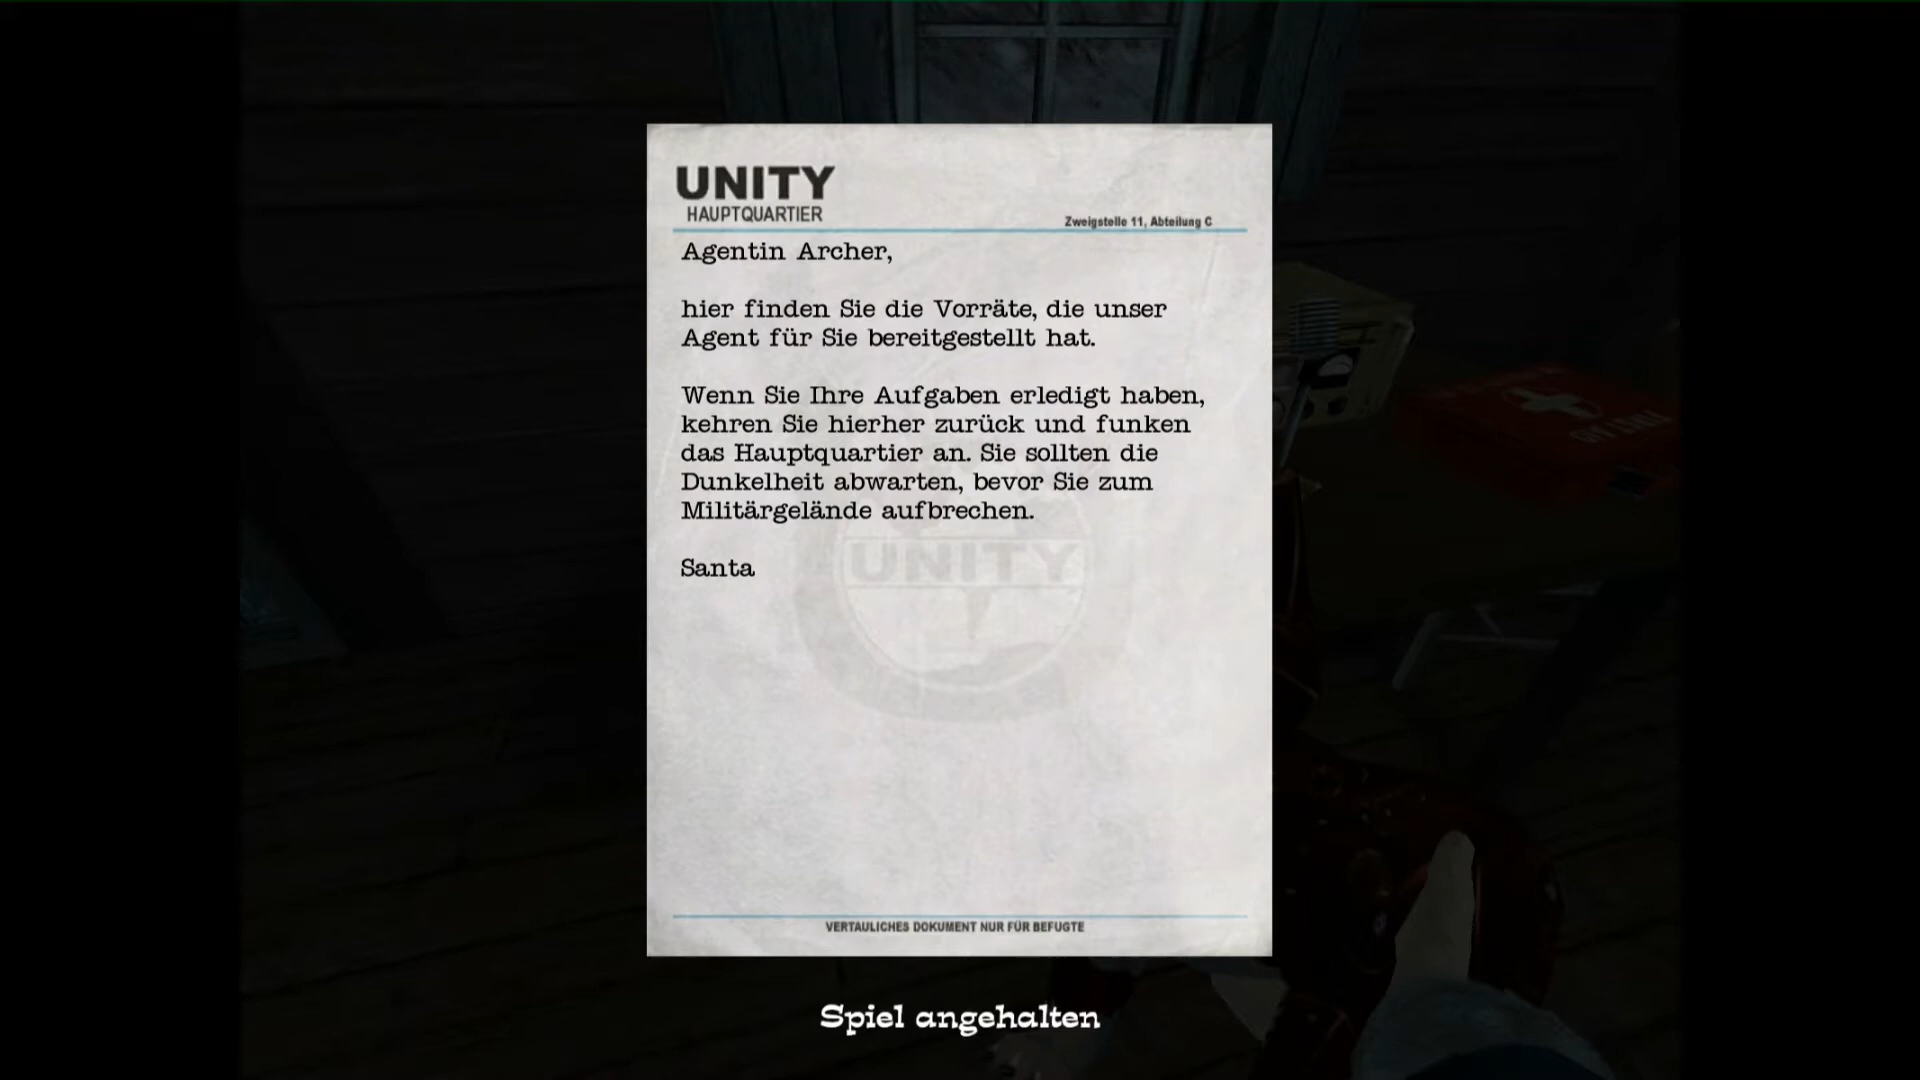 UNITY
HAUPTQUARTIER
Zweigstelle 11, Abteilung C
Agentin Archer,
hier finden Sie die Vorräte, die unser
Agent für Sie bereitgestellt hat.
Wenn Sie Ihre Aufgaben erledigt haben,
kehren Sie hierher zurück und funken
das Hauptquartier an. Sie sollten die
Dunkelheit abwarten, bevor Sie zum
Militärgelände aufbrechen.
Santa
UNITY
VERTAULICHES DOKUMENT NUR FÜR BEFUGTE
Spiel angehalten